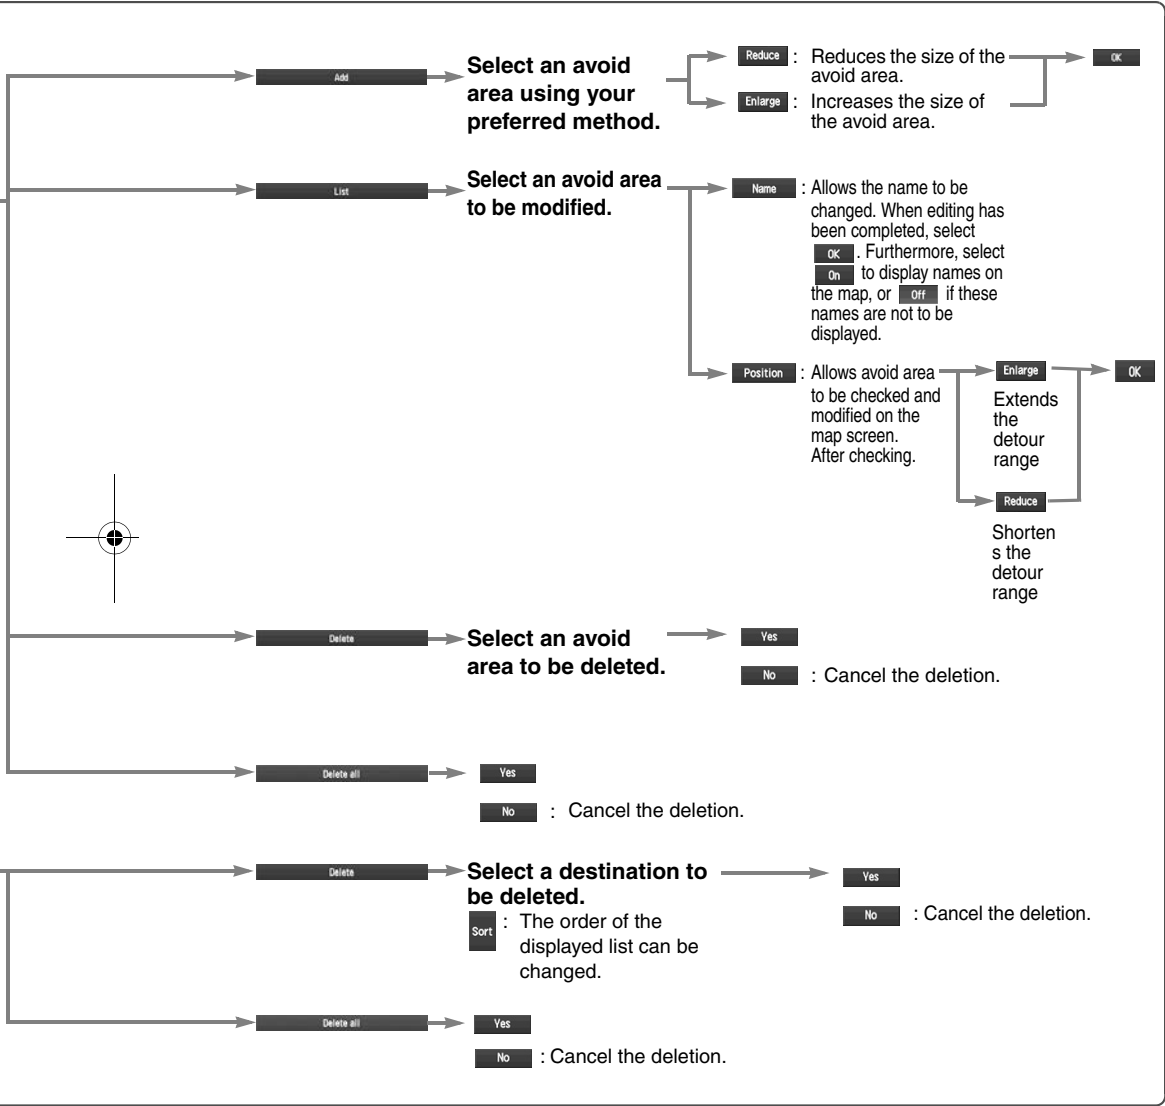 Add
Select an avoid
area using your
preferred method.
Reduce : Reduces the size of the
avoid area.
OK
Enlarge : Increases the size of
the avoid area.
List
Select an avoid area
to be modified.
Name : Allows the name to be
changed. When editing has
been completed, select
OK . Furthermore, select
On to display names on
the map, or Off if these
names are not to be
displayed.
Position : Allows avoid area
to be checked and
modified on the
map screen.
After checking.
Enlarge
Extends
the
detour
range
OK
Reduce
Shorten
s the
detour
range
Delete
Select an avoid
area to be deleted.
Yes
No : Cancel the deletion.
Delete all
Yes
No : Cancel the deletion.
Delete
Select a destination to
be deleted.
Sort : The order of the
displayed list can be
changed.
Yes
No : Cancel the deletion.
Delete all
Yes
No : Cancel the deletion.